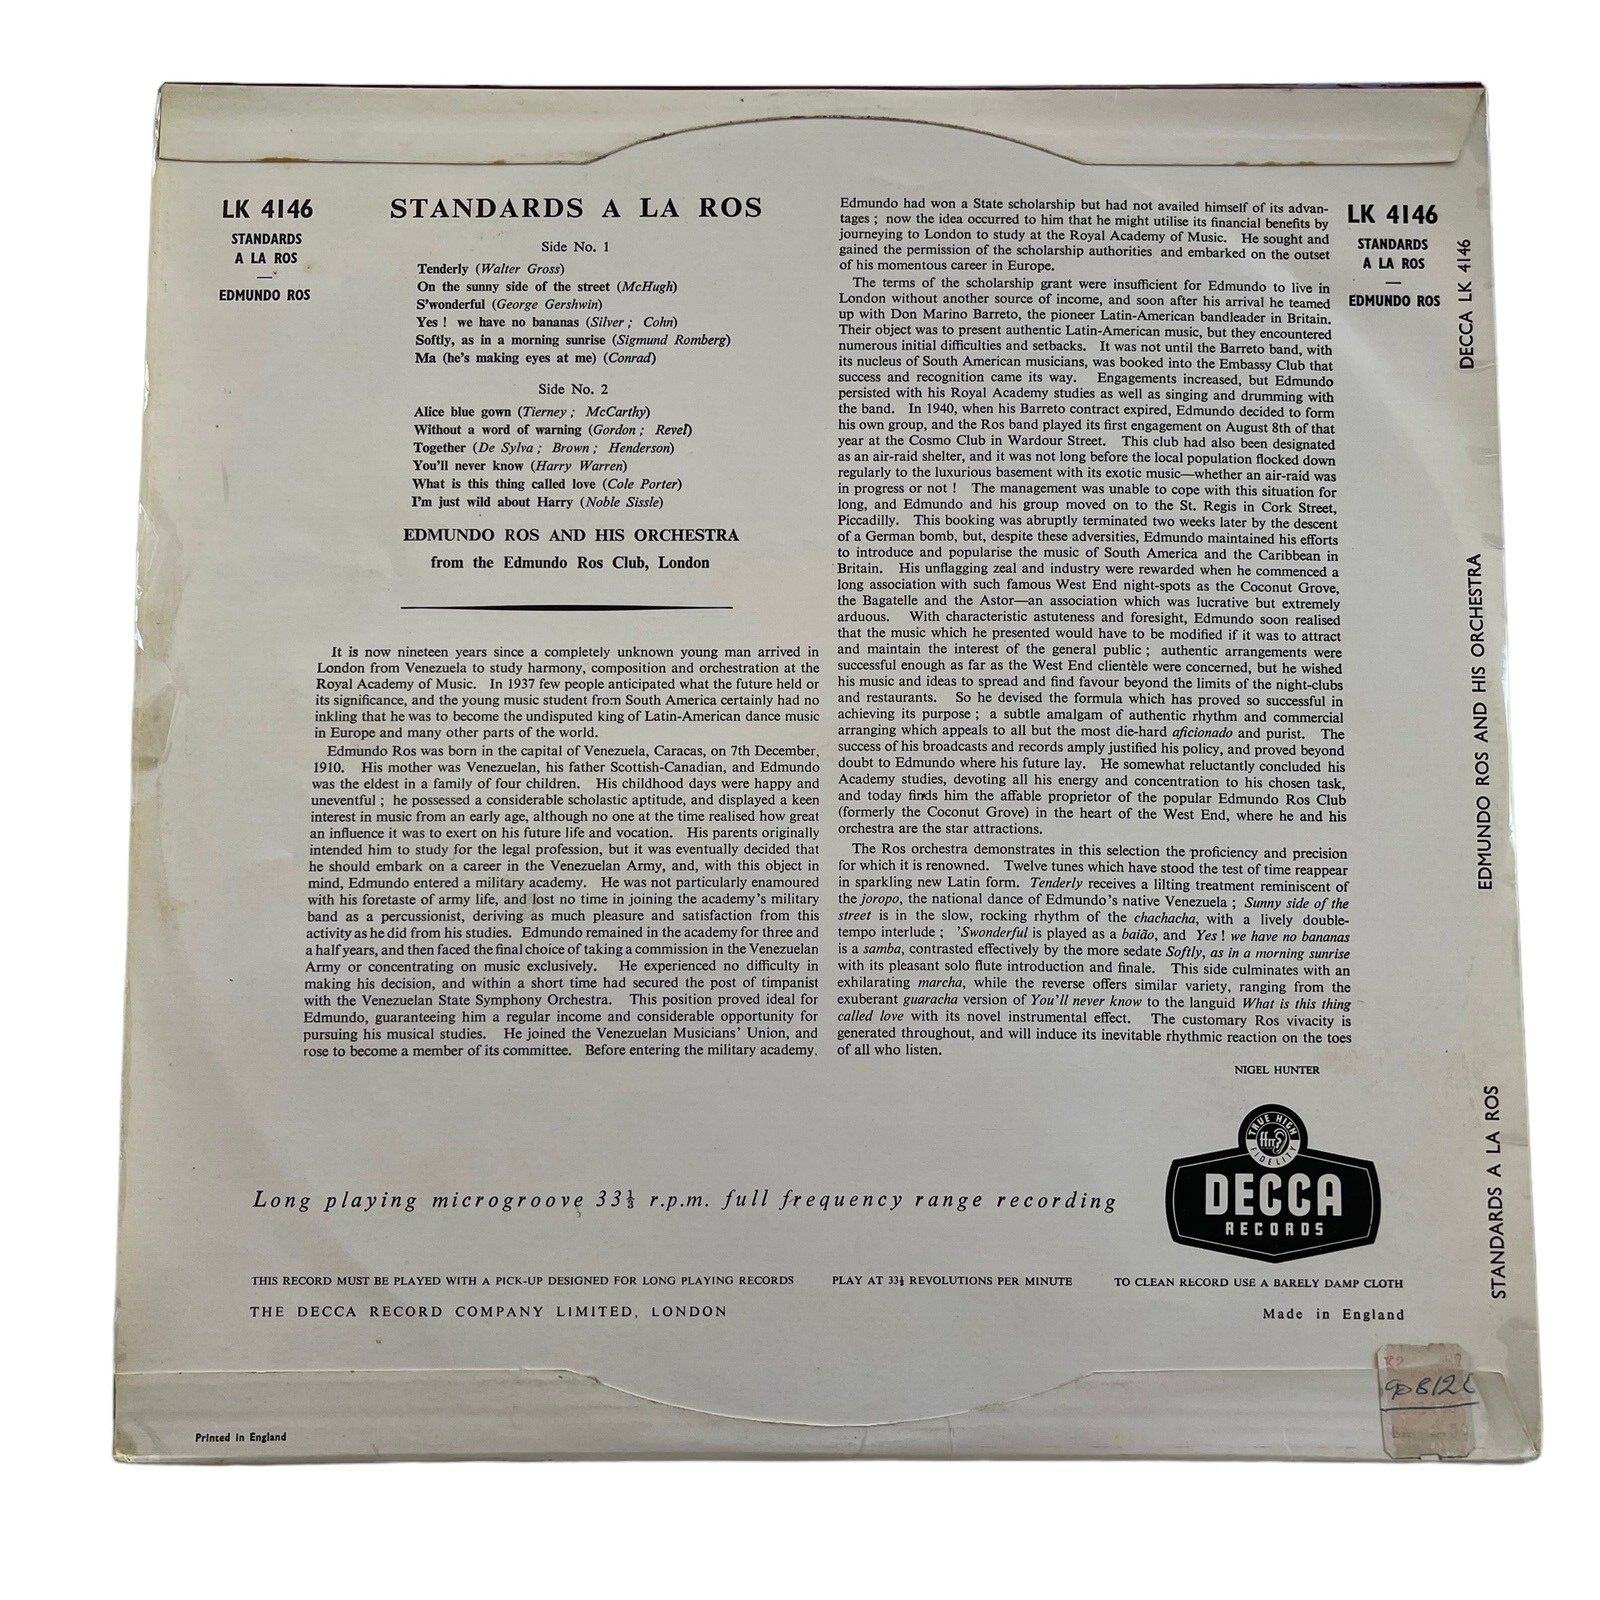 LK 4146
STANDARDS
A LA ROS
—
EDMUNDO ROS
STANDARDS A LA ROS
Side No. 1
Tenderly (Walter Gross)
On the sunny side of the street (McHugh)
S'wonderful (George Gershwin)
Yes ! we have no bananas (Silver ; Cohn)
Softly, as in a morning sunrise (Sigmund Romberg)
Ma (he's making eyes at me) (Conrad)
Side No. 2
Alice blue gown (Tierney ; McCarthy)
Without a word of warning (Gordon ; Revel)
Together (De Sylva ; Brown ; Henderson)
You'll never know (Harry Warren)
What is this thing called love (Cole Porter)
I'm just wild about Harry (Noble Sissle)
EDMUNDO ROS AND HIS ORCHESTRA
from the Edmundo Ros Club, London
It is now nineteen years since a completely unknown young man arrived in
London from Venezuela to study harmony, composition and orchestration at the
Royal Academy of Music. In 1937 few people anticipated what the future held or
its significance, and the young music student from South America certainly had no
inkling that he was to become the undisputed king of Latin-American dance music
in Europe and many other parts of the world.
Edmundo Ros was born in the capital of Venezuela, Caracas, on 7th December,
1910. His mother was Venezuelan, his father Scottish-Canadian, and Edmundo
was the eldest in a family of four children. His childhood days were happy and
uneventful ; he possessed a considerable scholastic aptitude, and displayed a keen
interest in music from an early age, although no one at the time realised how great
an influence it was to exert on his future life and vocation. His parents originally
intended him to study for the legal profession, but it was eventually decided that
he should embark on a career in the Venezuelan Army, and, with this object in
mind, Edmundo entered a military academy. He was not particularly enamoured
with his foretaste of army life, and lost no time in joining the academy's military
band as a percussionist, deriving as much pleasure and satisfaction from this
activity as he did from his studies. Edmundo remained in the academy for three and
a half years, and then faced the final choice of taking a commission in the Venezuelan
Army or concentrating on music exclusively. He experienced no difficulty in
making his decision, and within a short time had secured the post of timpanist
with the Venezuelan State Symphony Orchestra. This position proved ideal for
Edmundo, guaranteeing him a regular income and considerable opportunity for
pursuing his musical studies. He joined the Venezuelan Musicians' Union, and
rose to become a member of its committee. Before entering the military academy,
Edmundo had won a State scholarship but had not availed himself of its advan-
tages ; now the idea occurred to him that he might utilise its financial benefits by
journeying to London to study at the Royal Academy of Music. He sought and
gained the permission of the scholarship authorities and embarked on the outset
of his momentous career in Europe.
The terms of the scholarship grant were insufficient for Edmundo to live in
London without another source of income, and soon after his arrival he teamed
up with Don Marino Barreto, the pioneer Latin-American bandleader in Britain.
Their object was to present authentic Latin-American music, but they encountered
numerous initial difficulties and setbacks. It was not until the Barreto band, with
its nucleus of South American musicians, was booked into the Embassy Club that
success and recognition came its way. Engagements increased, but Edmundo
persisted with his Royal Academy studies as well as singing and drumming with
the band. In 1940, when his Barreto contract expired, Edmundo decided to form
his own group, and the Ros band played its first engagement on August 8th of that
year at the Cosmo Club in Wardour Street. This club had also been designated
as an air-raid shelter, and it was not long before the local population flocked down
regularly to the luxurious basement with its exotic music—whether an air-raid was
in progress or not ! The management was unable to cope with this situation for
long, and Edmundo and his group moved on to the St. Regis in Cork Street,
Piccadilly. This booking was abruptly terminated two weeks later by the descent
of a German bomb, but, despite these adversities, Edmundo maintained his efforts
to introduce and popularise the music of South America and the Caribbean in
Britain. His unflagging zeal and industry were rewarded when he commenced a
long association with such famous West End night-spots as the Coconut Grove,
the Bagatelle and the Astor—an association which was lucrative but extremely
arduous. With characteristic astuteness and foresight, Edmundo soon realised
that the music which he presented would have to be modified if it was to attract
and maintain the interest of the general public ; authentic arrangements were
successful enough as far as the West End clientèle were concerned, but he wished
his music and ideas to spread and find favour beyond the limits of the night-clubs
and restaurants. So he devised the formula which has proved so successful in
achieving its purpose ; a subtle amalgam of authentic rhythm and commercial
arranging which appeals to all but the most die-hard aficionado and purist. The
success of his broadcasts and records amply justified his policy, and proved beyond
doubt to Edmundo where his future lay. He somewhat reluctantly concluded his
Academy studies, devoting all his energy and concentration to his chosen task,
and today finds him the affable proprietor of the popular Edmundo Ros Club
(formerly the Coconut Grove) in the heart of the West End, where he and his
orchestra are the star attractions.
The Ros orchestra demonstrates in this selection the proficiency and precision
for which it is renowned. Twelve tunes which have stood the test of time reappear
in sparkling new Latin form. Tenderly receives a lilting treatment reminiscent of
the joropo, the national dance of Edmundo's native Venezuela ; Sunny side of the
street is in the slow, rocking rhythm of the chachacha, with a lively double-
tempo interlude ; 'Swonderful is played as a baião, and Yes ! we have no bananas
is a samba, contrasted effectively by the more sedate Softly, as in a morning sunrise
with its pleasant solo flute introduction and finale. This side culminates with an
exhilarating marcha, while the reverse offers similar variety, ranging from the
exuberant guaracha version of You'll never know to the languid What is this thing
called love with its novel instrumental effect. The customary Ros vivacity is
generated throughout, and will induce its inevitable rhythmic reaction on the toes
of all who listen.
NIGEL HUNTER
LK 4146
STANDARDS
A LA ROS
—
EDMUNDO ROS
DECCA LK 4146
EDMUNDO ROS AND HIS ORCHESTRA
STANDARDS A LA ROS
TRUE HIGH
ffrr
FIDELITY
DECCA
RECORDS
Long playing microgroove 33⅓ r.p.m. full frequency range recording
THIS RECORD MUST BE PLAYED WITH A PICK-UP DESIGNED FOR LONG PLAYING RECORDS PLAY AT 33⅓ REVOLUTIONS PER MINUTE TO CLEAN RECORD USE A BARELY DAMP CLOTH
THE DECCA RECORD COMPANY LIMITED, LONDON Made in England
Printed in England